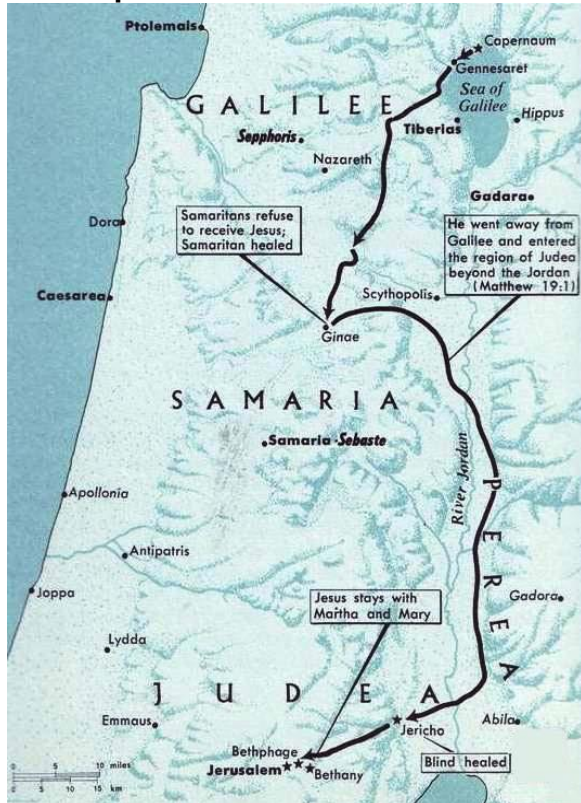 Ptolemais
Capernaum
Gennesaret
Sea of
Galilee
GALILEE
Hippus
Tiberias
Sepphoris
Nazareth
Gadara
Samaritans refuse
to receive Jesus;
Samaritan healed
He went away from
Galilee and entered
the region of Judea
beyond the Jordan
(Matthew 19:1)
Dora
Caesarea
Scythopolis
Ginae
SAMARIA
Samaria-Sebaste
River Jordan
PEREA
Apollonia
Antipatris
Joppa
Jesus stays with
Martha and Mary
Gadora
Lydda
JUDEA
Emmaus
Jericho
Abila
Bethphage
Jerusalem
Bethany
Blind healed
0 5 10 miles
0 5 10 15 km